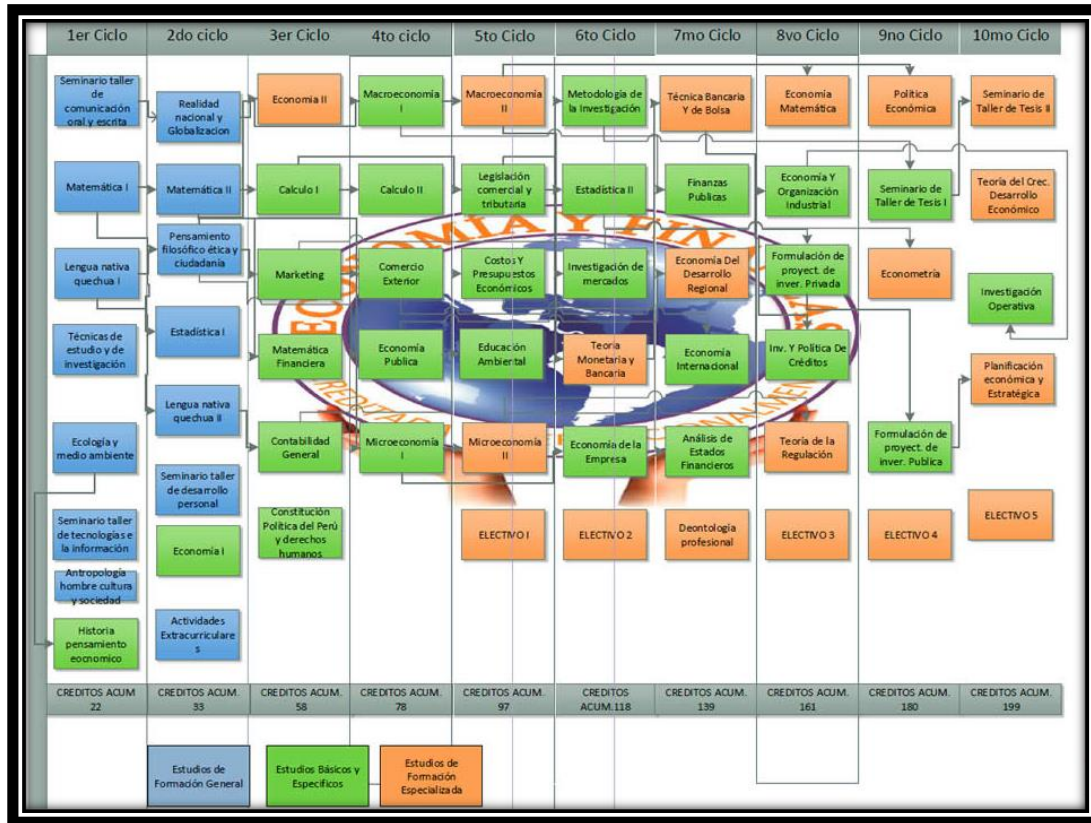 1er Ciclo
2do ciclo
3er Ciclo
4to ciclo
5to Ciclo
6to Ciclo
7mo Ciclo
8vo Ciclo
9no Ciclo
10mo Ciclo
Seminario taller
de
comunicación
oral y escrita
Matemática I
Lengua nativa
quechua I
Técnicas de
estudio y de
investigación
Ecología y
medio ambiente
Seminario taller
de tecnologías e
la información
Antropología
hombre cultura
y sociedad
Historia
pensamiento
eocnomico
Realidad
nacional y
Globalizacion
Matemática II
Pensamiento
filosófico ética y
ciudadanía
Estadística I
Lengua nativa
quechua II
Seminario taller
de desarrollo
personal
Economía I
Actividades
Extracurriculare
s
Economia II
Calculo I
Marketing
Matemática
Financiera
Contabilidad
General
Constitución
Política del Perú
y derechos
humanos
Macroeconomía
I
Calculo II
Comercio
Exterior
Economía
Publica
Microeconomía
I
Macroeconomía
II
Legislación
comercial y
tributaria
Costos Y
Presupuestos
Económicos
Educación
Ambiental
Microeconomía
II
ELECTIVO I
Metodología de
la Investigación
Estadística II
Investigación de
mercados
Teoría
Monetaria y
Bancaria
Economía de la
Empresa
ELECTIVO 2
Técnica Bancaria
Y de Bolsa
Finanzas
Publicas
Economía Del
Desarrollo
Regional
Economía
Internacional
Análisis de
Estados
Financieros
Deontología
profesional
Economía
Matemática
Economía Y
Organización
Industrial
Formulación de
proyect. de
inver. Privada
Inv. Y Política De
Créditos
Teoría de la
Regulación
ELECTIVO 3
Política
Económica
Seminario de
Taller de Tesis I
Econometría
Formulación de
proyect. de
inver. Publica
ELECTIVO 4
Seminario de
Taller de Tesis II
Teoría del Crec.
Desarrollo
Económico
Investigación
Operativa
Planificación
económica y
Estratégica
ELECTIVO 5
CREDITOS ACUM
22
CREDITOS ACUM.
33
CREDITOS ACUM.
58
CREDITOS ACUM.
78
CREDITOS ACUM.
97
CREDITOS
ACUM.118
CREDITOS ACUM.
139
CREDITOS ACUM.
161
CREDITOS ACUM.
180
CREDITOS ACUM.
199
Estudios de
Formación General
Estudios Básicos y
Específicos
Estudios de
Formación
Especializada